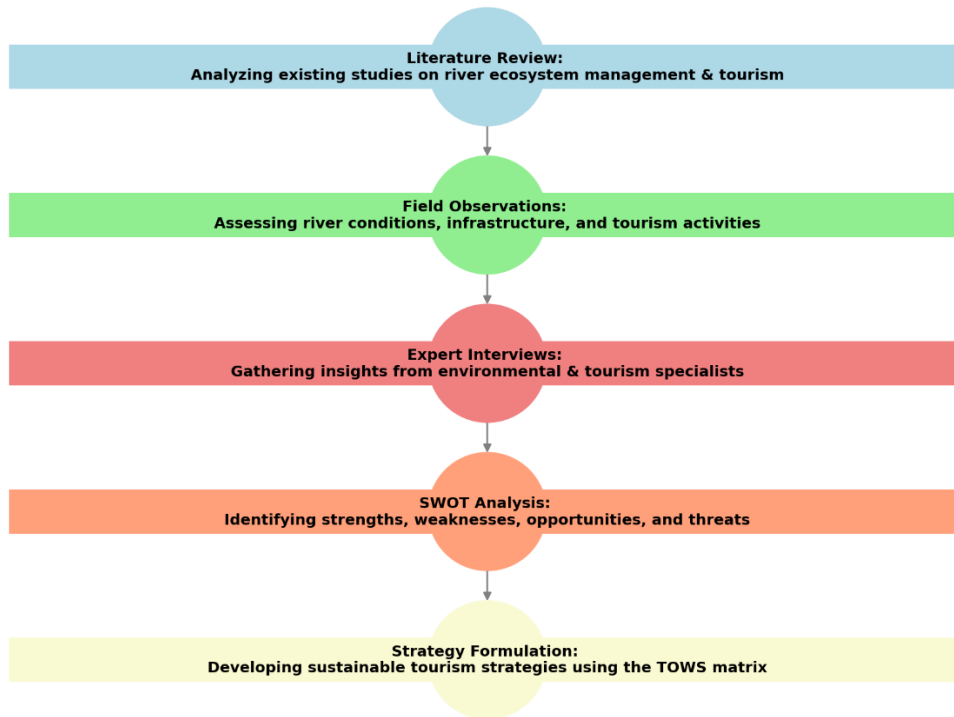 Literature Review:
Analyzing existing studies on river ecosystem management & tourism
Field Observations:
Assessing river conditions, infrastructure, and tourism activities
Expert Interviews:
Gathering insights from environmental & tourism specialists
SWOT Analysis:
Identifying strengths, weaknesses, opportunities, and threats
Strategy Formulation:
Developing sustainable tourism strategies using the TOWS matrix